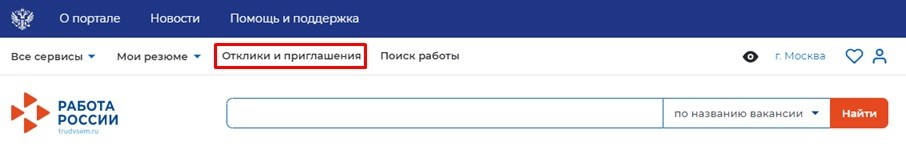 О портале Новости Помощь и поддержка
Все сервисы Мои резюме Отклики и приглашения Поиск работы г. Москва
РАБОТА
РОССИИ
trudvsem.ru
по названию вакансии Найти